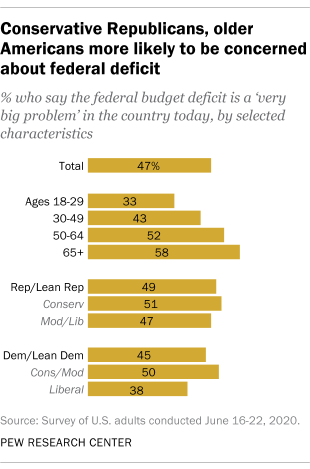 Conservative Republicans, older
Americans more likely to be concerned
about federal deficit
% who say the federal budget deficit is a ‘very
big problem’ in the country today, by selected
characteristics
Total 47%
Ages 18-29 33
30-49 43
50-64 52
65+ 58
Rep/Lean Rep 49
Conserv 51
Mod/Lib 47
Dem/Lean Dem 45
Cons/Mod 50
Liberal 38
Source: Survey of U.S. adults conducted June 16-22, 2020.
PEW RESEARCH CENTER